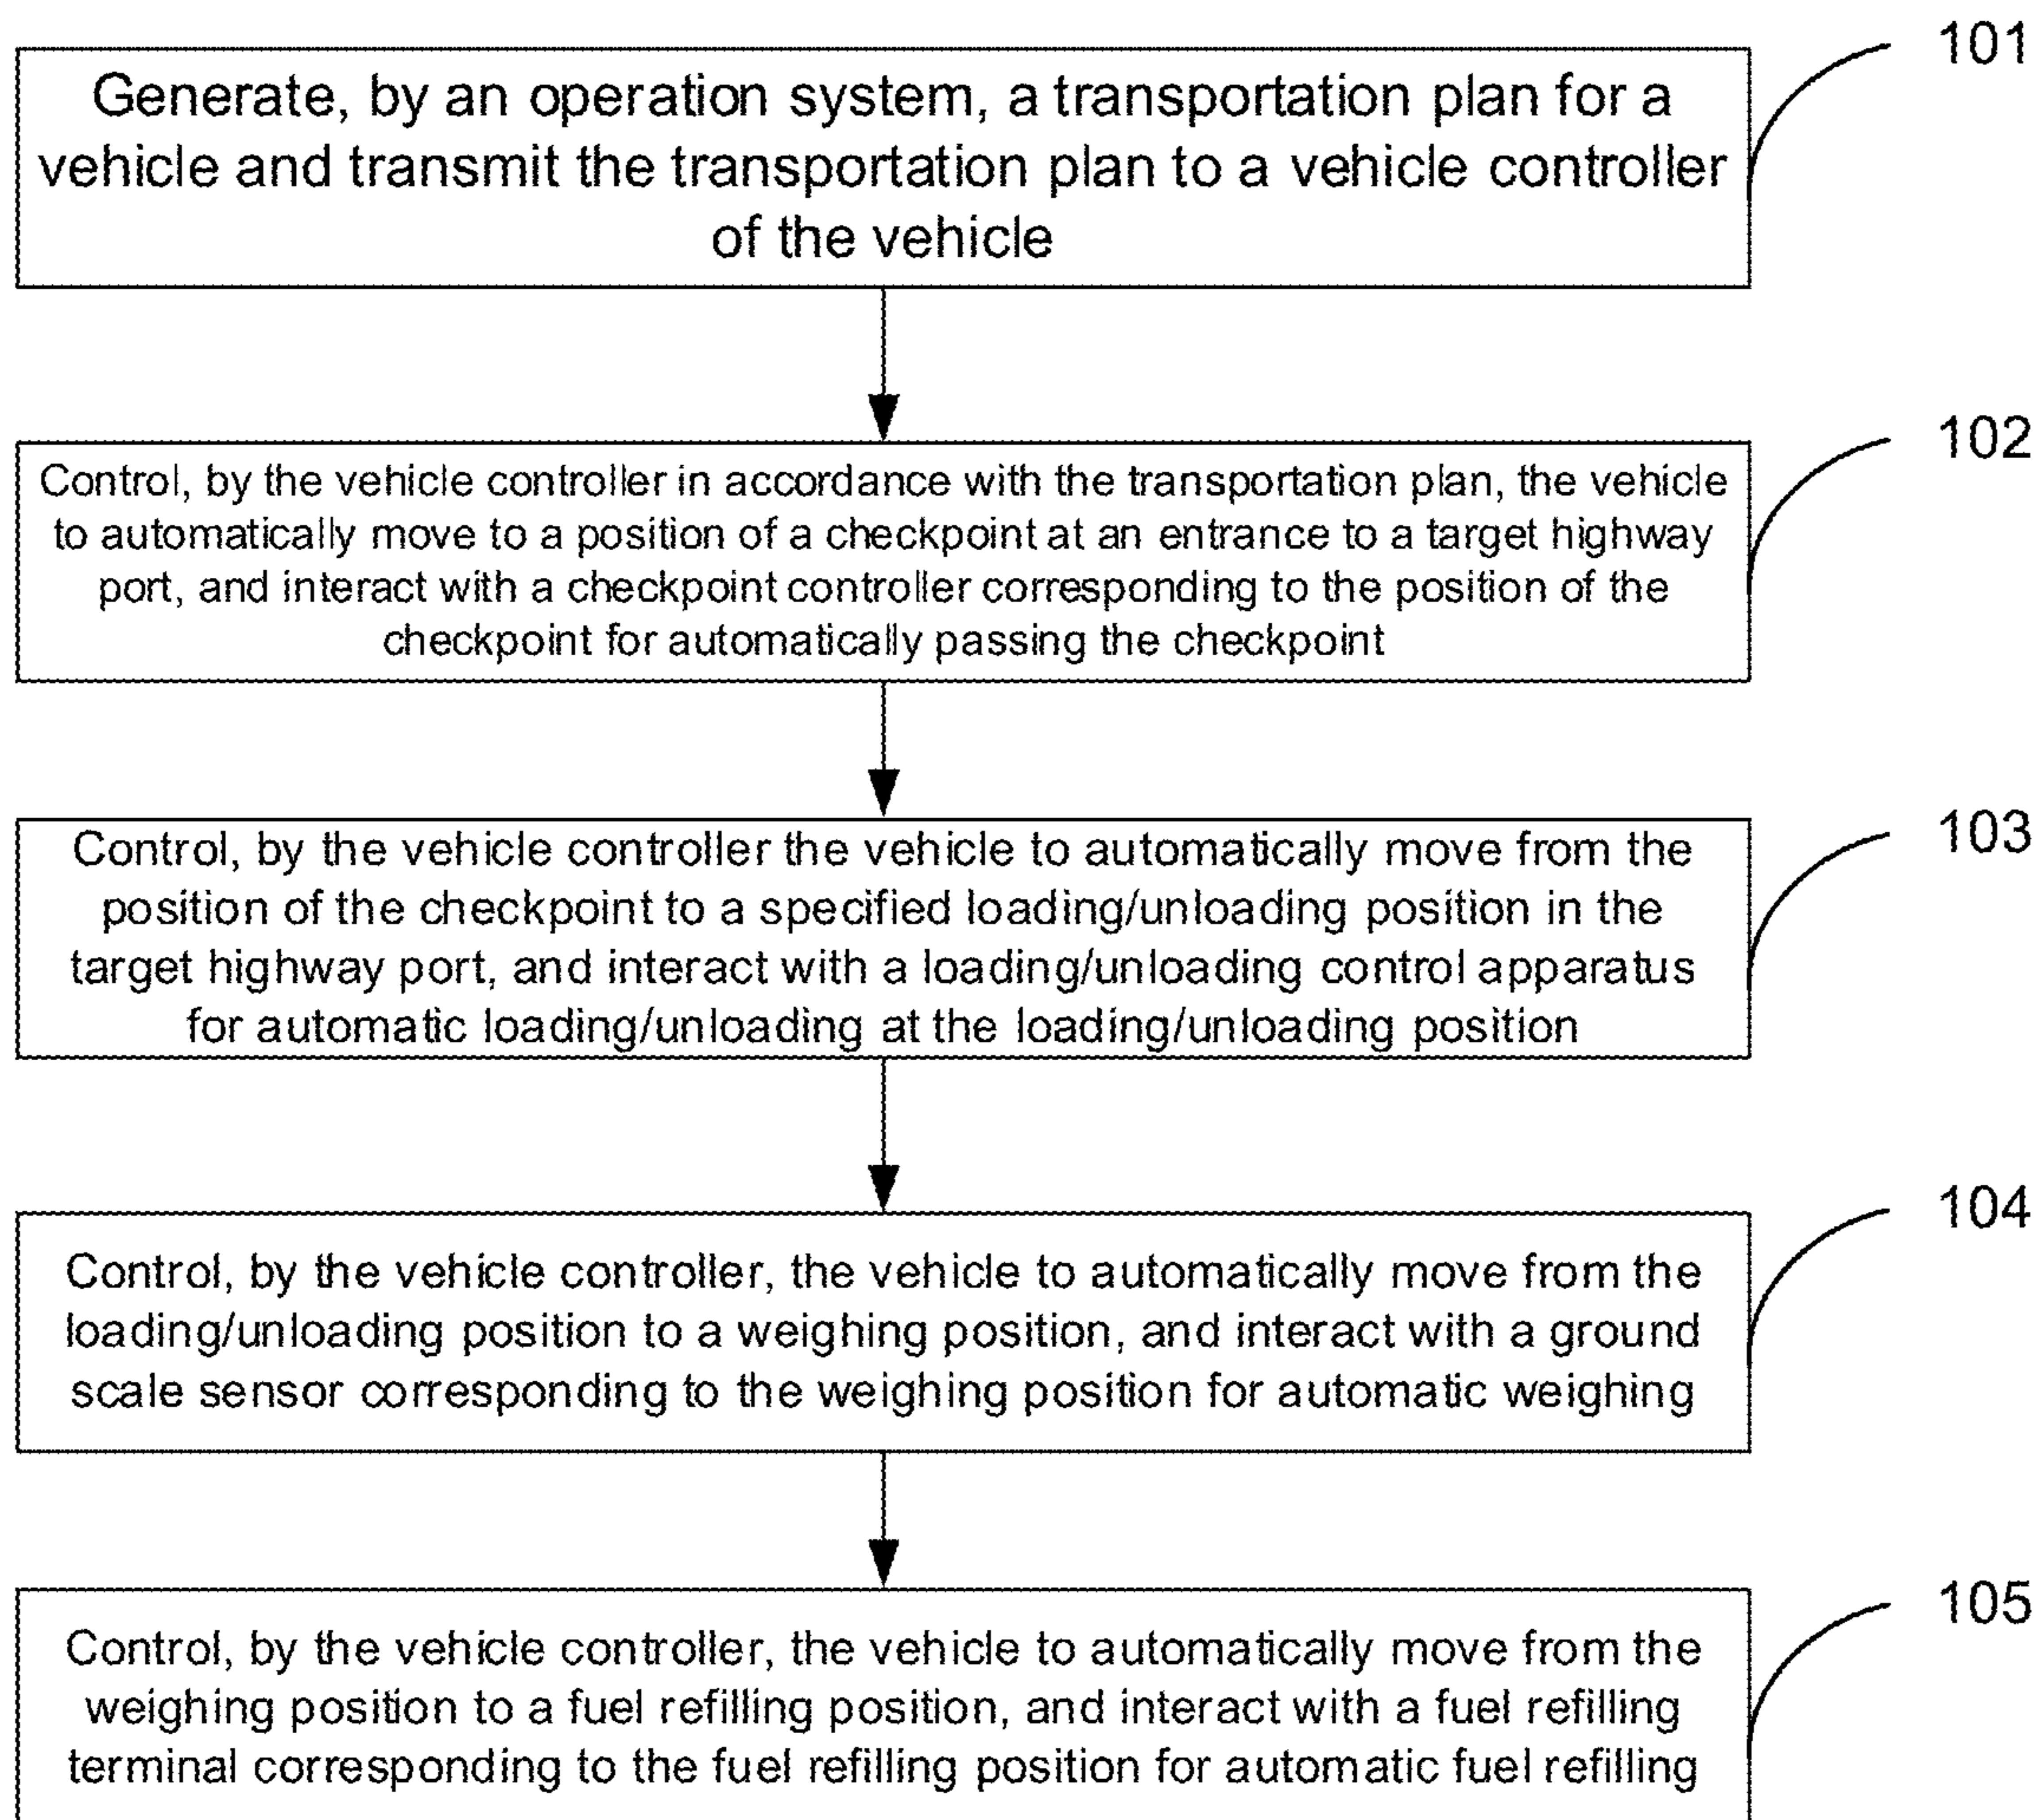 101
Generate, by an operation system, a transportation plan for a
vehicle and transmit the transportation plan to a vehicle controller
of the vehicle
102
Control, by the vehicle controller in accordance with the transportation plan, the vehicle
to automatically move to a position of a checkpoint at an entrance to a target highway
port, and interact with a checkpoint controller corresponding to the position of the
checkpoint for automatically passing the checkpoint
103
Control, by the vehicle controller the vehicle to automatically move from the
position of the checkpoint to a specified loading/unloading position in the
target highway port, and interact with a loading/unloading control apparatus
for automatic loading/unloading at the loading/unloading position
104
Control, by the vehicle controller, the vehicle to automatically move from the
loading/unloading position to a weighing position, and interact with a ground
scale sensor corresponding to the weighing position for automatic weighing
105
Control, by the vehicle controller, the vehicle to automatically move from the
weighing position to a fuel refilling position, and interact with a fuel refilling
terminal corresponding to the fuel refilling position for automatic fuel refilling